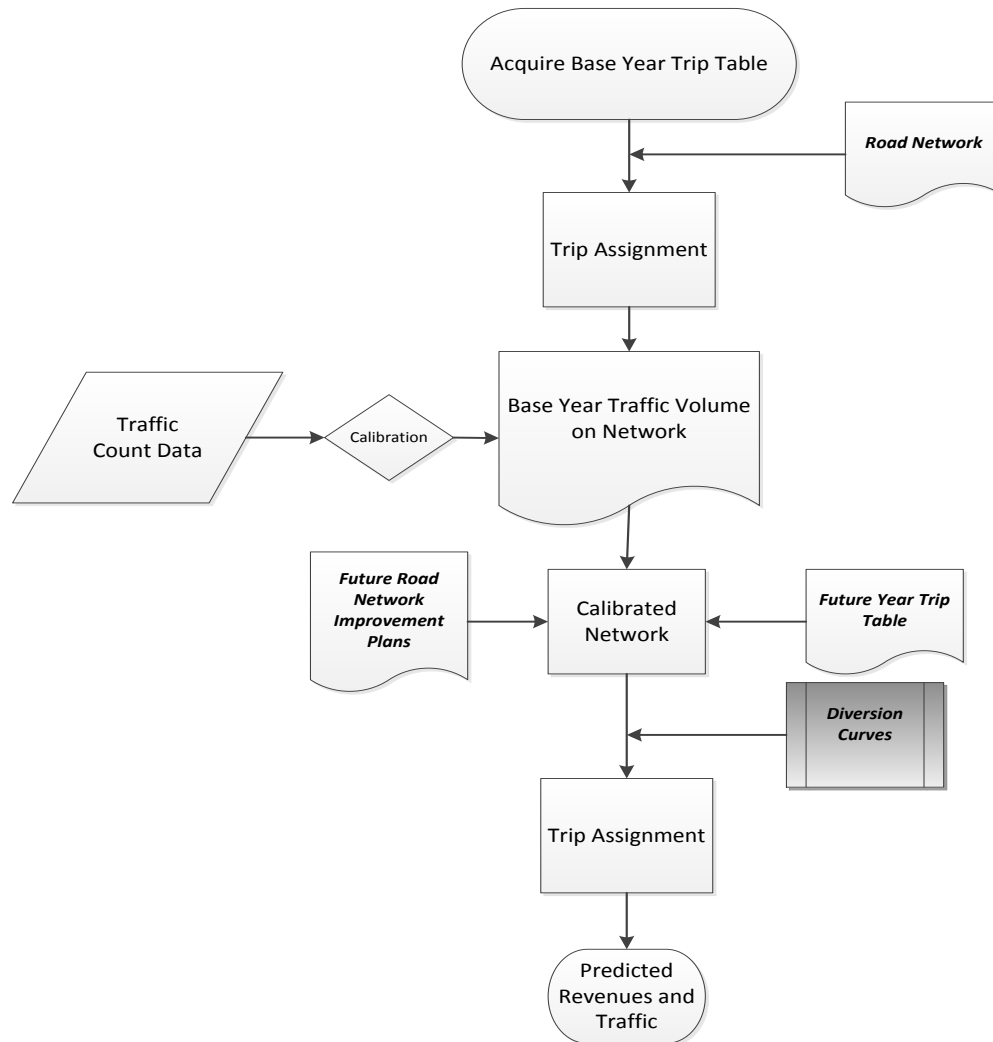 Acquire Base Year Trip Table
Road Network
Trip Assignment
Base Year Traffic Volume
on Network
Traffic
Count Data
Calibration
Future Road
Network
Improvement
Plans
Calibrated
Network
Future Year Trip
Table
Diversion
Curves
Trip Assignment
Predicted
Revenues and
Traffic